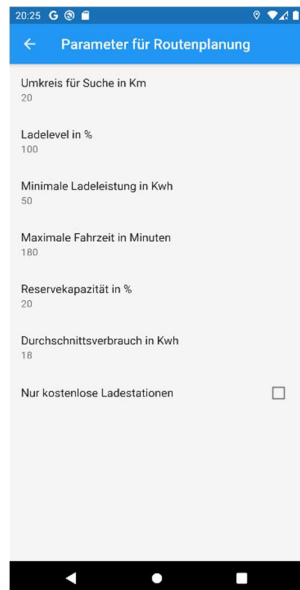 20:25 G
Parameter für Routenplanung
Umkreis für Suche in Km
20
Ladelevel in %
100
Minimale Ladeleistung in Kwh
50
Maximale Fahrzeit in Minuten
180
Reservekapazität in %
20
Durchschnittsverbrauch in Kwh
18
Nur kostenlose Ladestationen